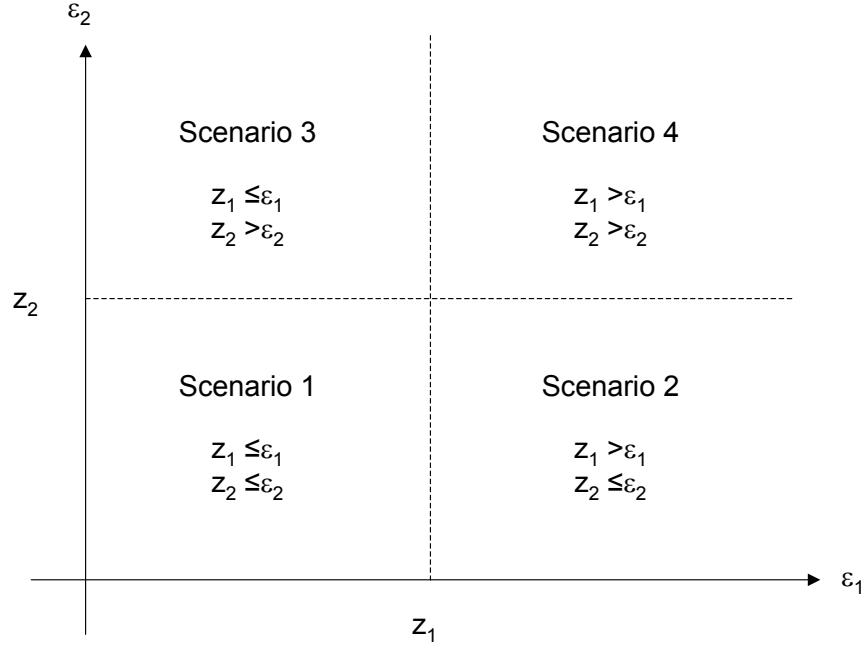 ε₂
Scenario 3
z₁ ≤ε₁
z₂ >ε₂
Scenario 4
z₁ >ε₁
z₂ >ε₂
z₂
Scenario 1
z₁ ≤ε₁
z₂ ≤ε₂
Scenario 2
z₁ >ε₁
z₂ ≤ε₂
ε₁
z₁